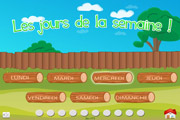 Les jours de la semaine !
LUNDI MARDI MERCREDI JEUDI
VENDREDI SAMEDI DIMANCHE